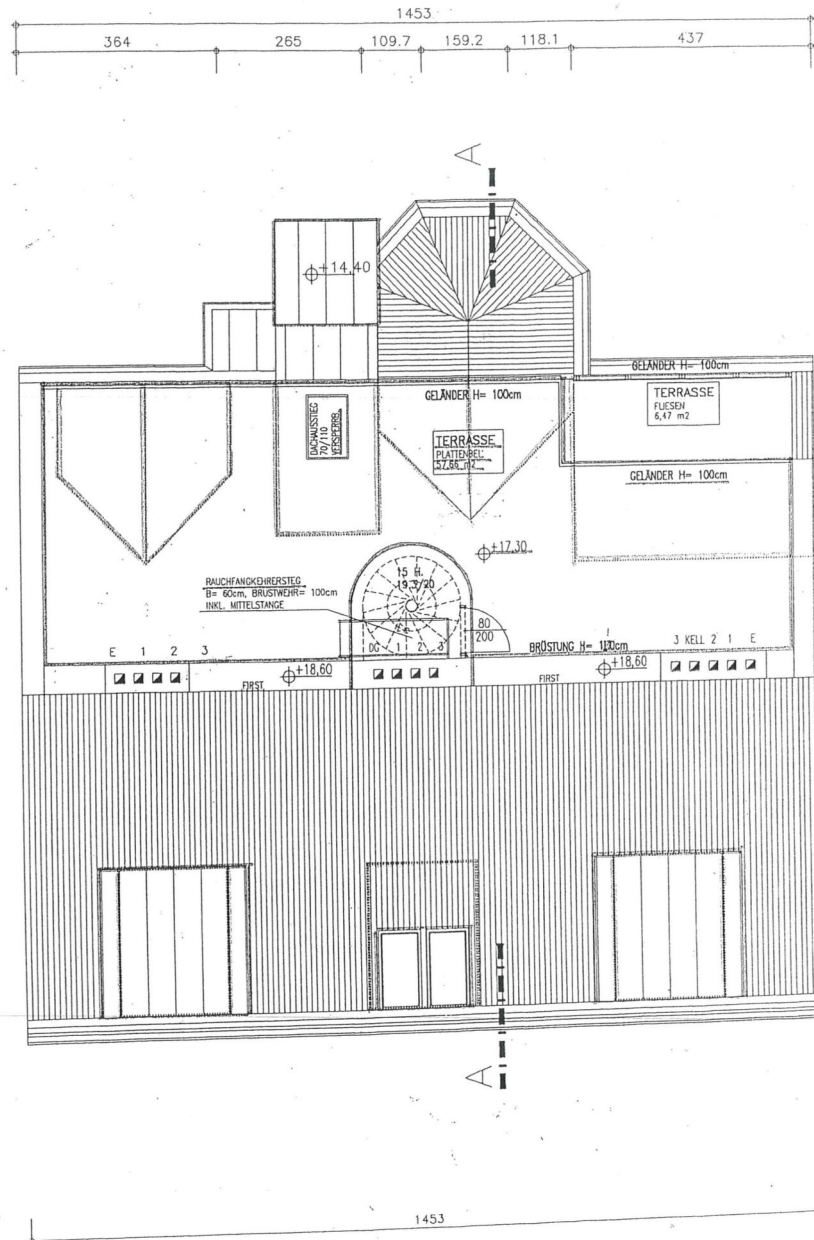 1453
364 265 109.7 159.2 118.1 437
A
+14,40
GELÄNDER H= 100cm
GELÄNDER H= 100cm
TERRASSE
FLIESEN
6,47 m2
DACHAUSSTIEG
70/110
VERSPERRB.
TERRASSE
PLATTENBEL.
57,66 m2
GELÄNDER H= 100cm
+17,30
15 H.
RAUCHFANGKEHRERSTEG
B= 60cm, BRÜSTWEHR= 100cm
INKL. MITTELSTANGE
80
200
BRÜSTUNG H=
E 1 2 3
DG 1 2 3
3 KELL 2 1 E
+18,60
+18,60
FIRST
FIRST
A
1453